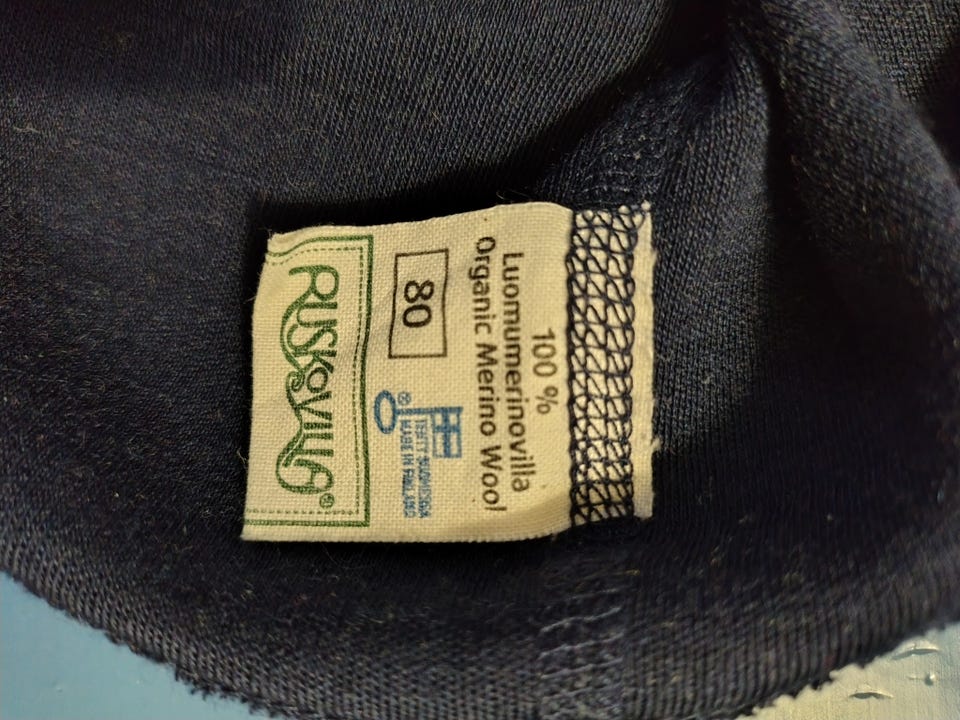 100 %
Luomumerinovilla
Organic Merino Wool
80
®
TEHTY SUOMESSA
MADE IN FINLAND
RUSKOVILLA®